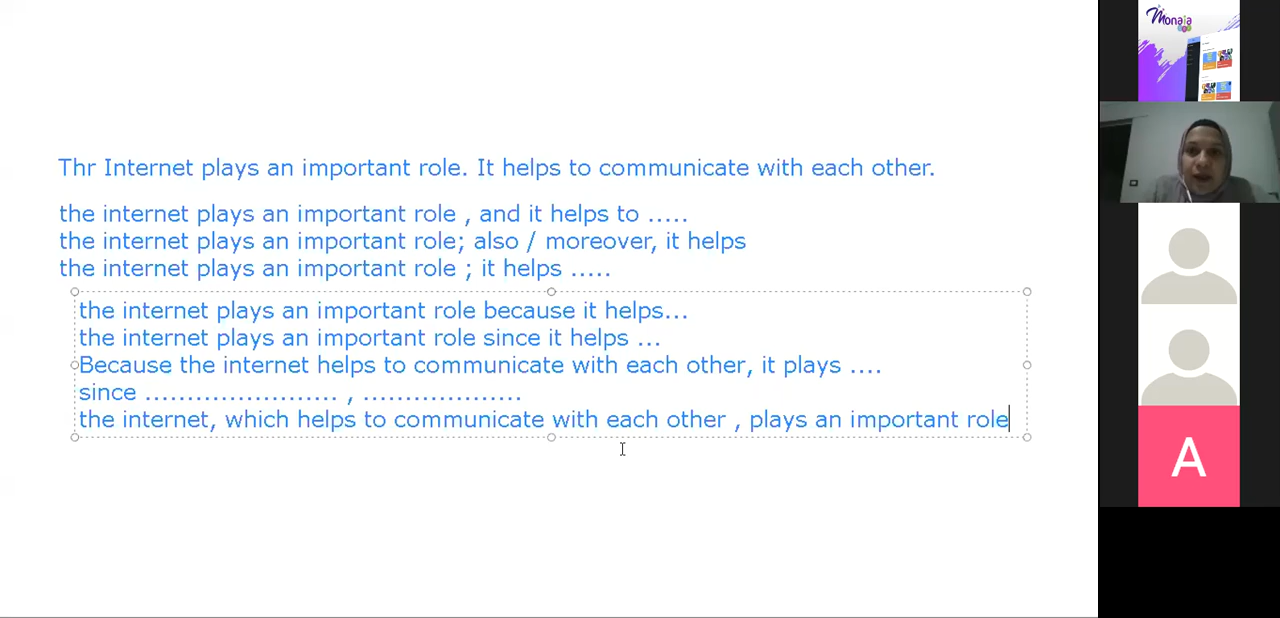 Thr Internet plays an important role. It helps to communicate with each other.
the internet plays an important role , and it helps to .....
the internet plays an important role; also / moreover, it helps
the internet plays an important role ; it helps .....
the internet plays an important role because it helps...
the internet plays an important role since it helps ...
Because the internet helps to communicate with each other, it plays ....
since ....................... , ...................
the internet, which helps to communicate with each other , plays an important role
Monaja
A